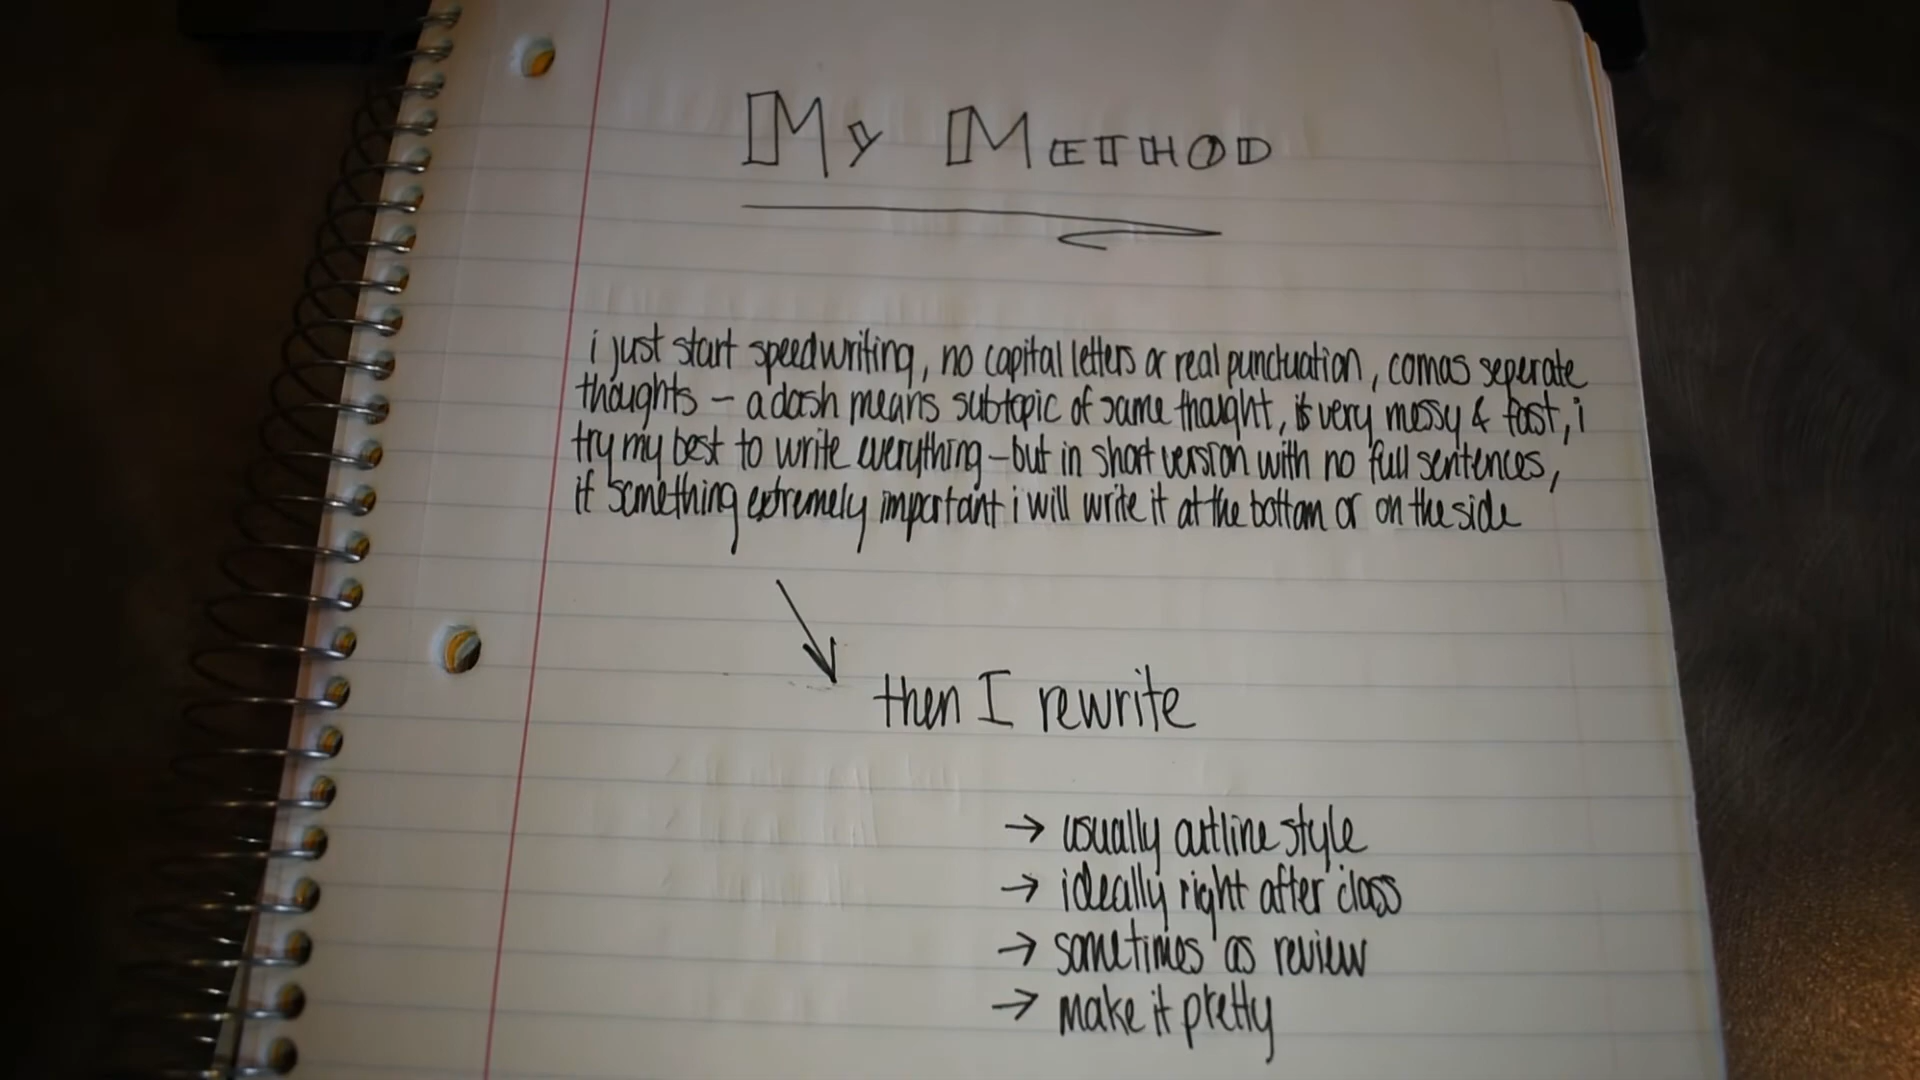 My Method
i just start speedwriting, no capital letters or real punctuation, comas seperate
thoughts – a dash means subtopic of same thought, is very messy & fast, i
try my best to write everything – but in short version with no full sentences,
if something extremely important i will write it at the bottom or on the side
then I rewrite
→ usually outline style
→ ideally right after class
→ sometimes as review
→ make it pretty